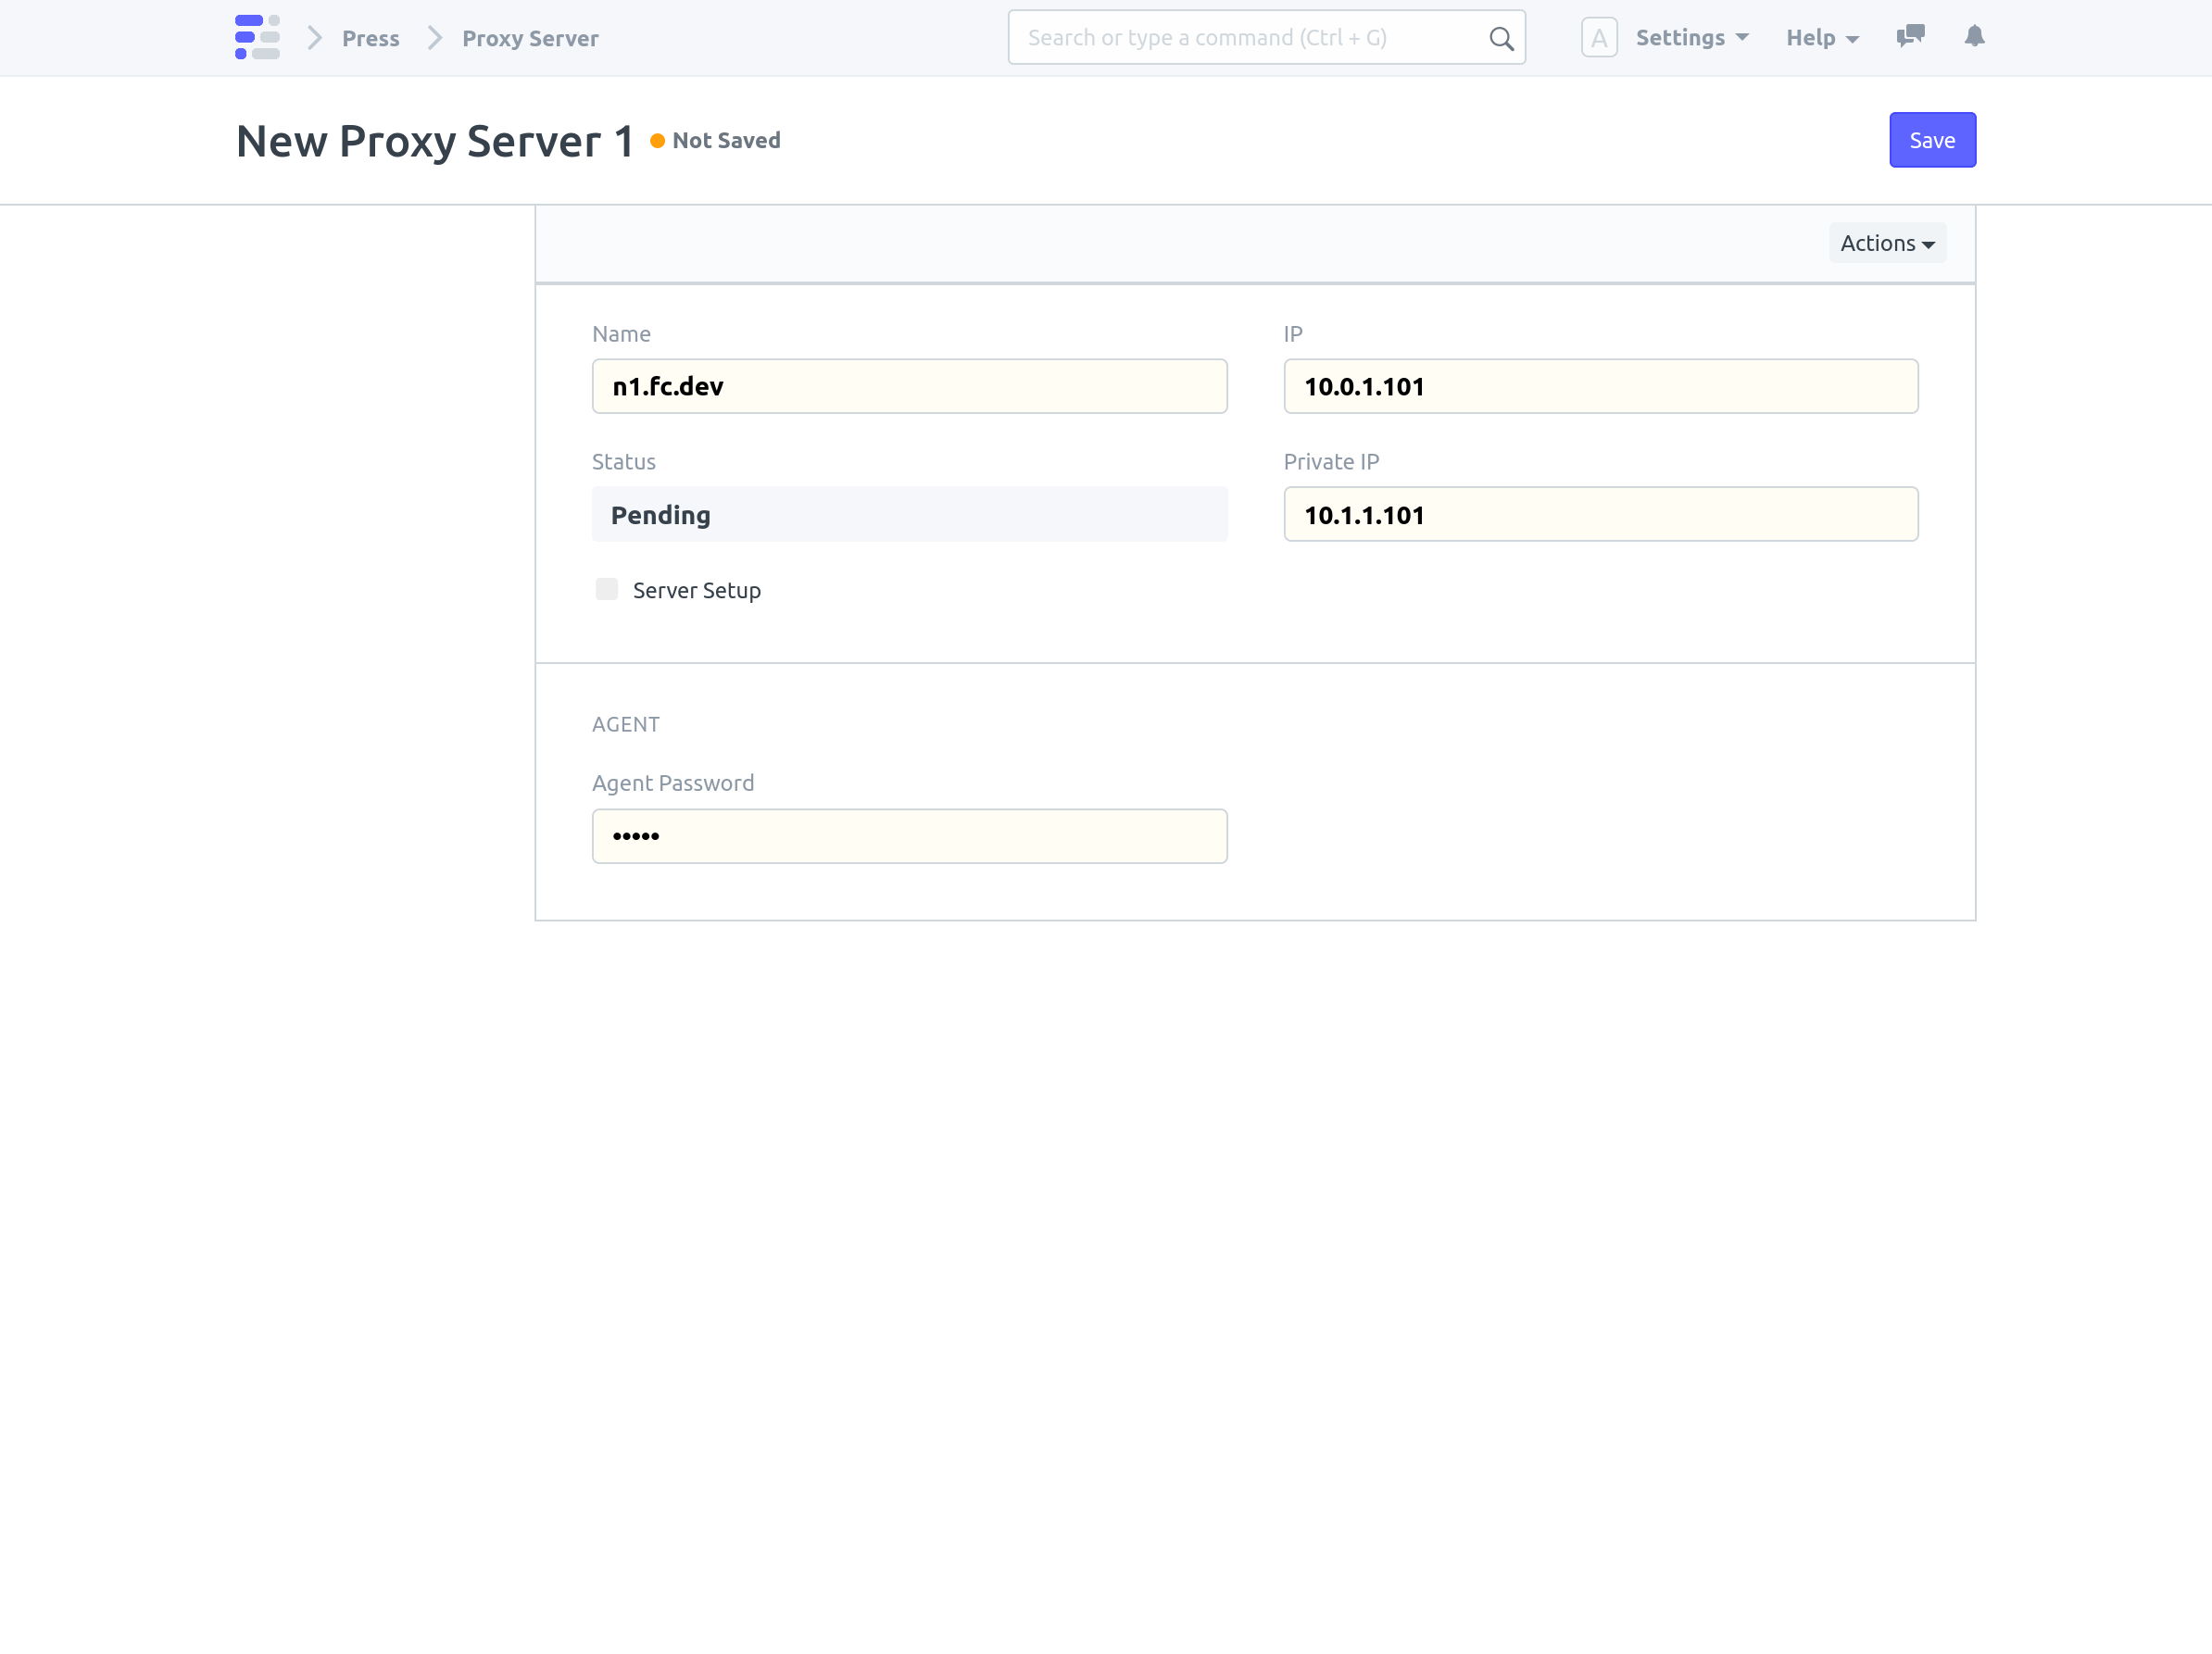 Press Proxy Server Search or type a command (Ctrl + G) A Settings Help
New Proxy Server 1 Not Saved Save
Actions
Name IP
n1.fc.dev 10.0.1.101
Status Private IP
Pending 10.1.1.101
Server Setup
AGENT
Agent Password
•••••